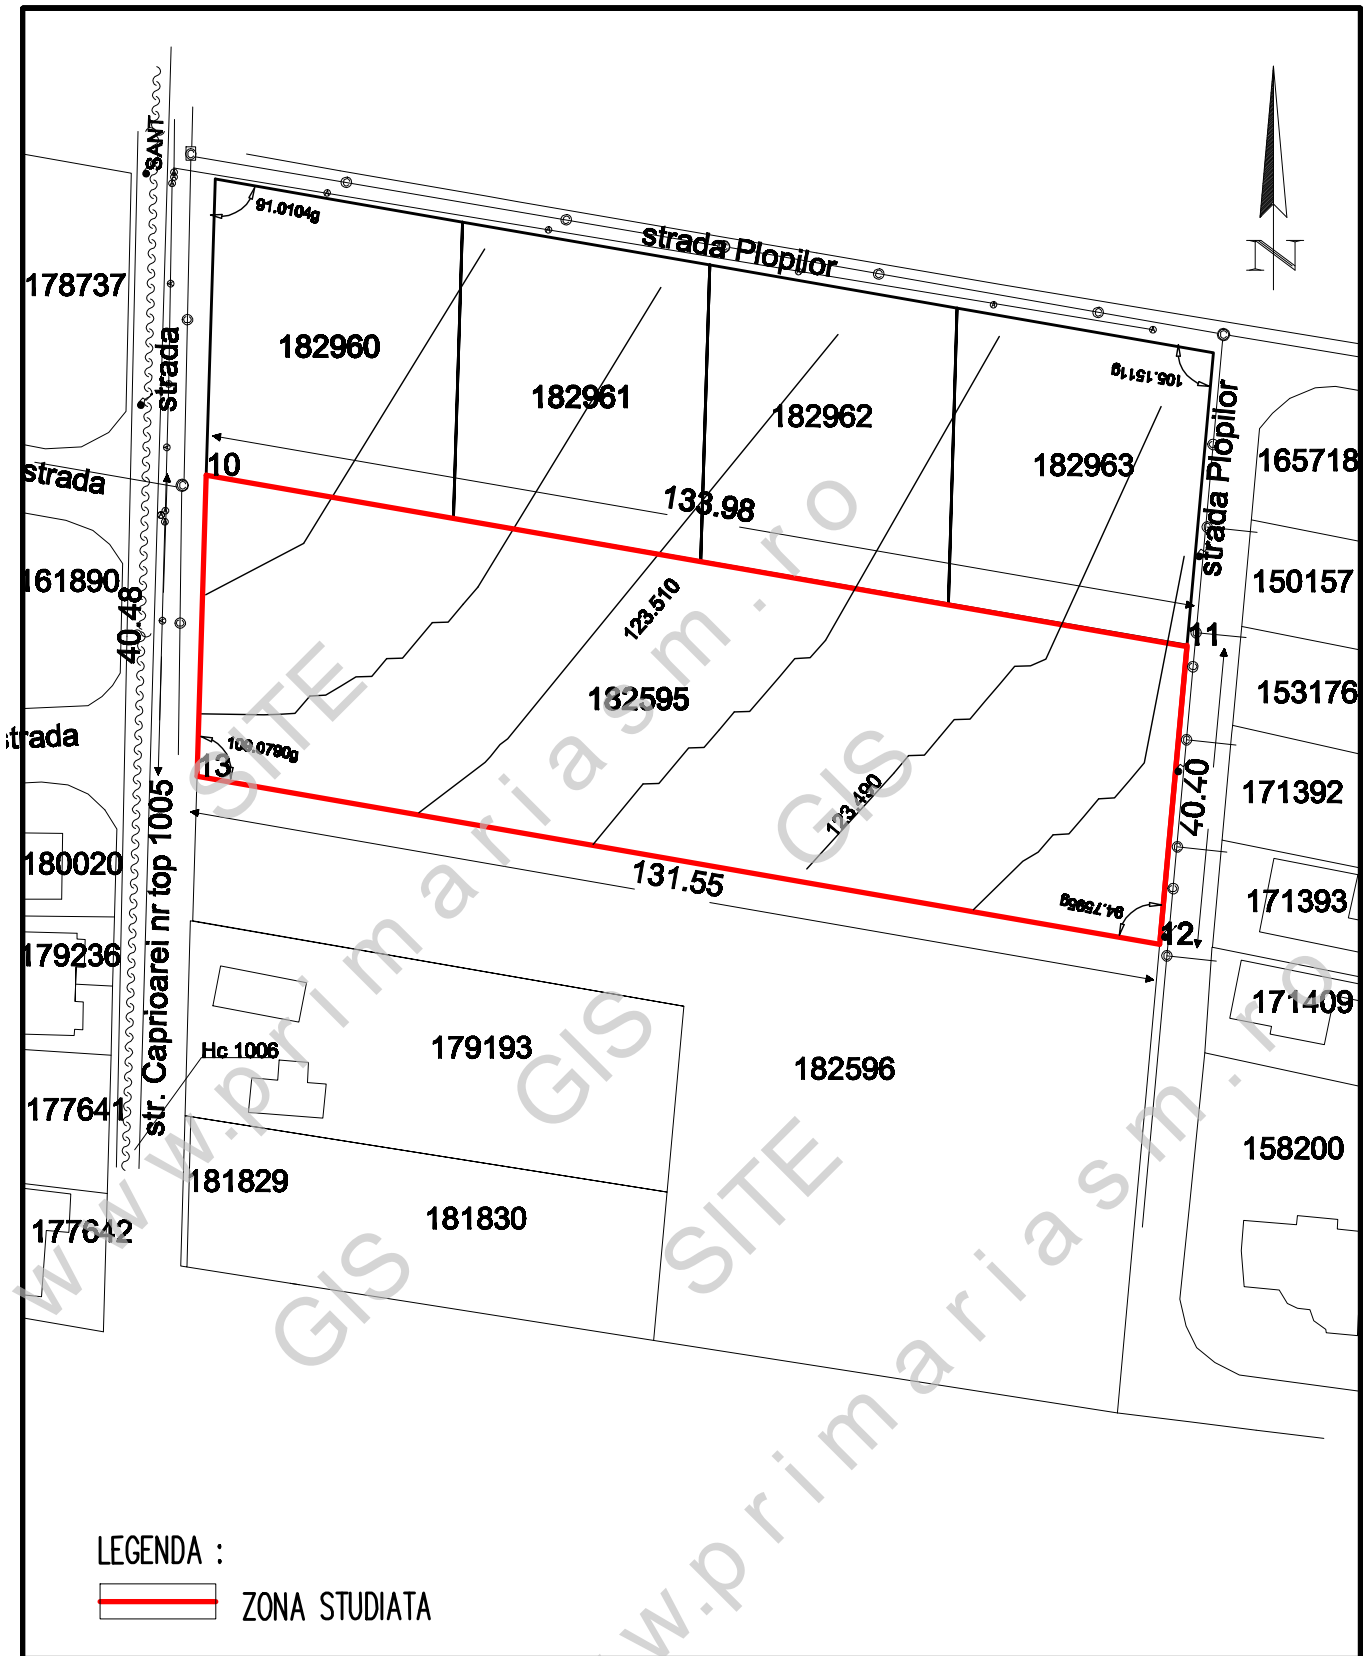 SANT
91.0104g
strada Plopilor
N
178737
strada
182960
182961
182962
182963
105.1511g
strada Plopilor
165718
strada
10
133.98
150157
161890
40.48
123.510
11
153176
182595
strada
109.0790g
13
123.490
40.40
171392
180020
str. Caprioarei nr top 1005
131.55
94.7595g
171393
12
179236
171409
Hc 1006
179193
182596
177641
158200
181829
181830
177642
SITE
GIS
GIS
SITE
GIS
www.primariasm.ro
w.primariasm.ro
LEGENDA :
ZONA STUDIATA